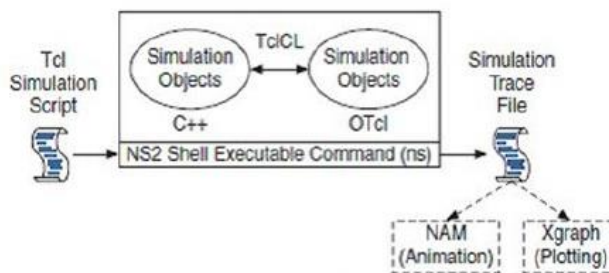 Tcl
Simulation
Script
Simulation
Objects
C++
TclCL
Simulation
Objects
OTcl
NS2 Shell Executable Command (ns)
Simulation
Trace
File
NAM
(Animation)
Xgraph
(Plotting)